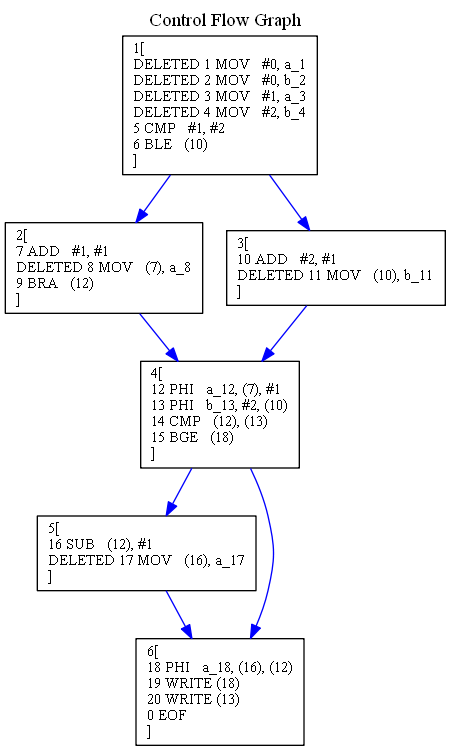 Control Flow Graph
1[
DELETED 1 MOV #0, a_1
DELETED 2 MOV #0, b_2
DELETED 3 MOV #1, a_3
DELETED 4 MOV #2, b_4
5 CMP #1, #2
6 BLE (10)
]
2[
7 ADD #1, #1
DELETED 8 MOV (7), a_8
9 BRA (12)
]
3[
10 ADD #2, #1
DELETED 11 MOV (10), b_11
]
4[
12 PHI a_12, (7), #1
13 PHI b_13, #2, (10)
14 CMP (12), (13)
15 BGE (18)
]
5[
16 SUB (12), #1
DELETED 17 MOV (16), a_17
]
6[
18 PHI a_18, (16), (12)
19 WRITE (18)
20 WRITE (13)
0 EOF
]